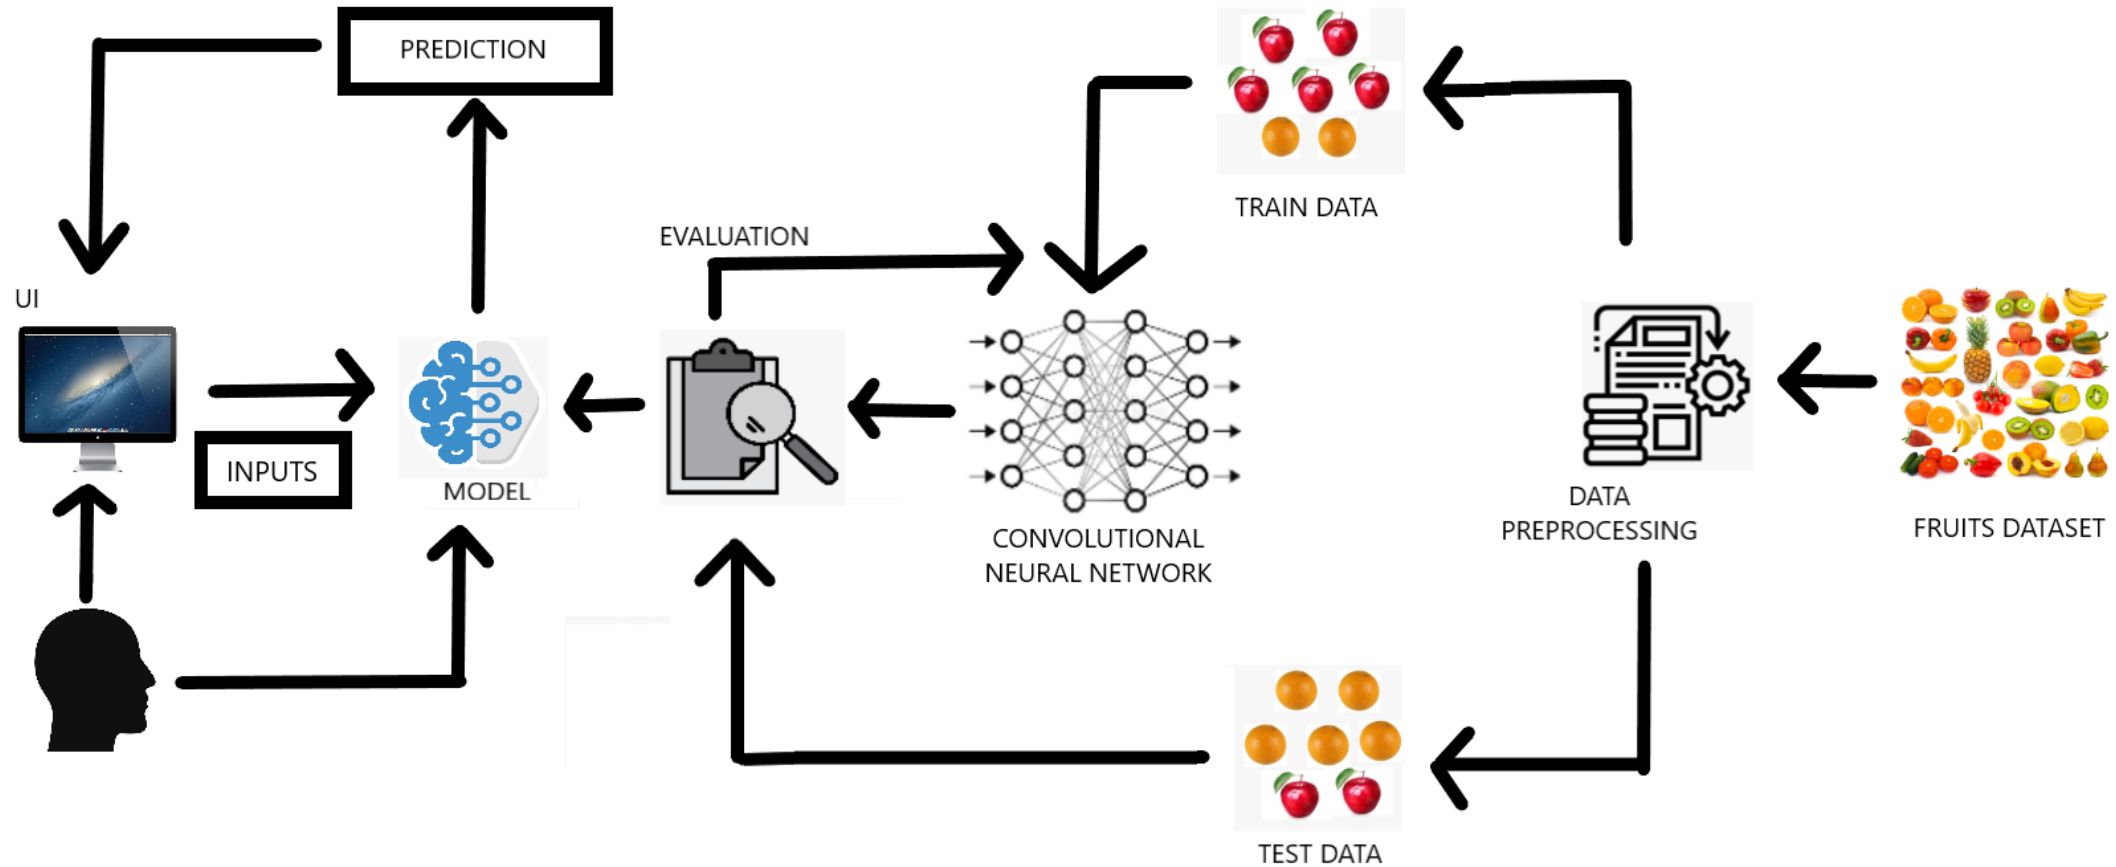 PREDICTION
TRAIN DATA
EVALUATION
UI
INPUTS
MODEL
CONVOLUTIONAL
NEURAL NETWORK
DATA
PREPROCESSING
FRUITS DATASET
TEST DATA